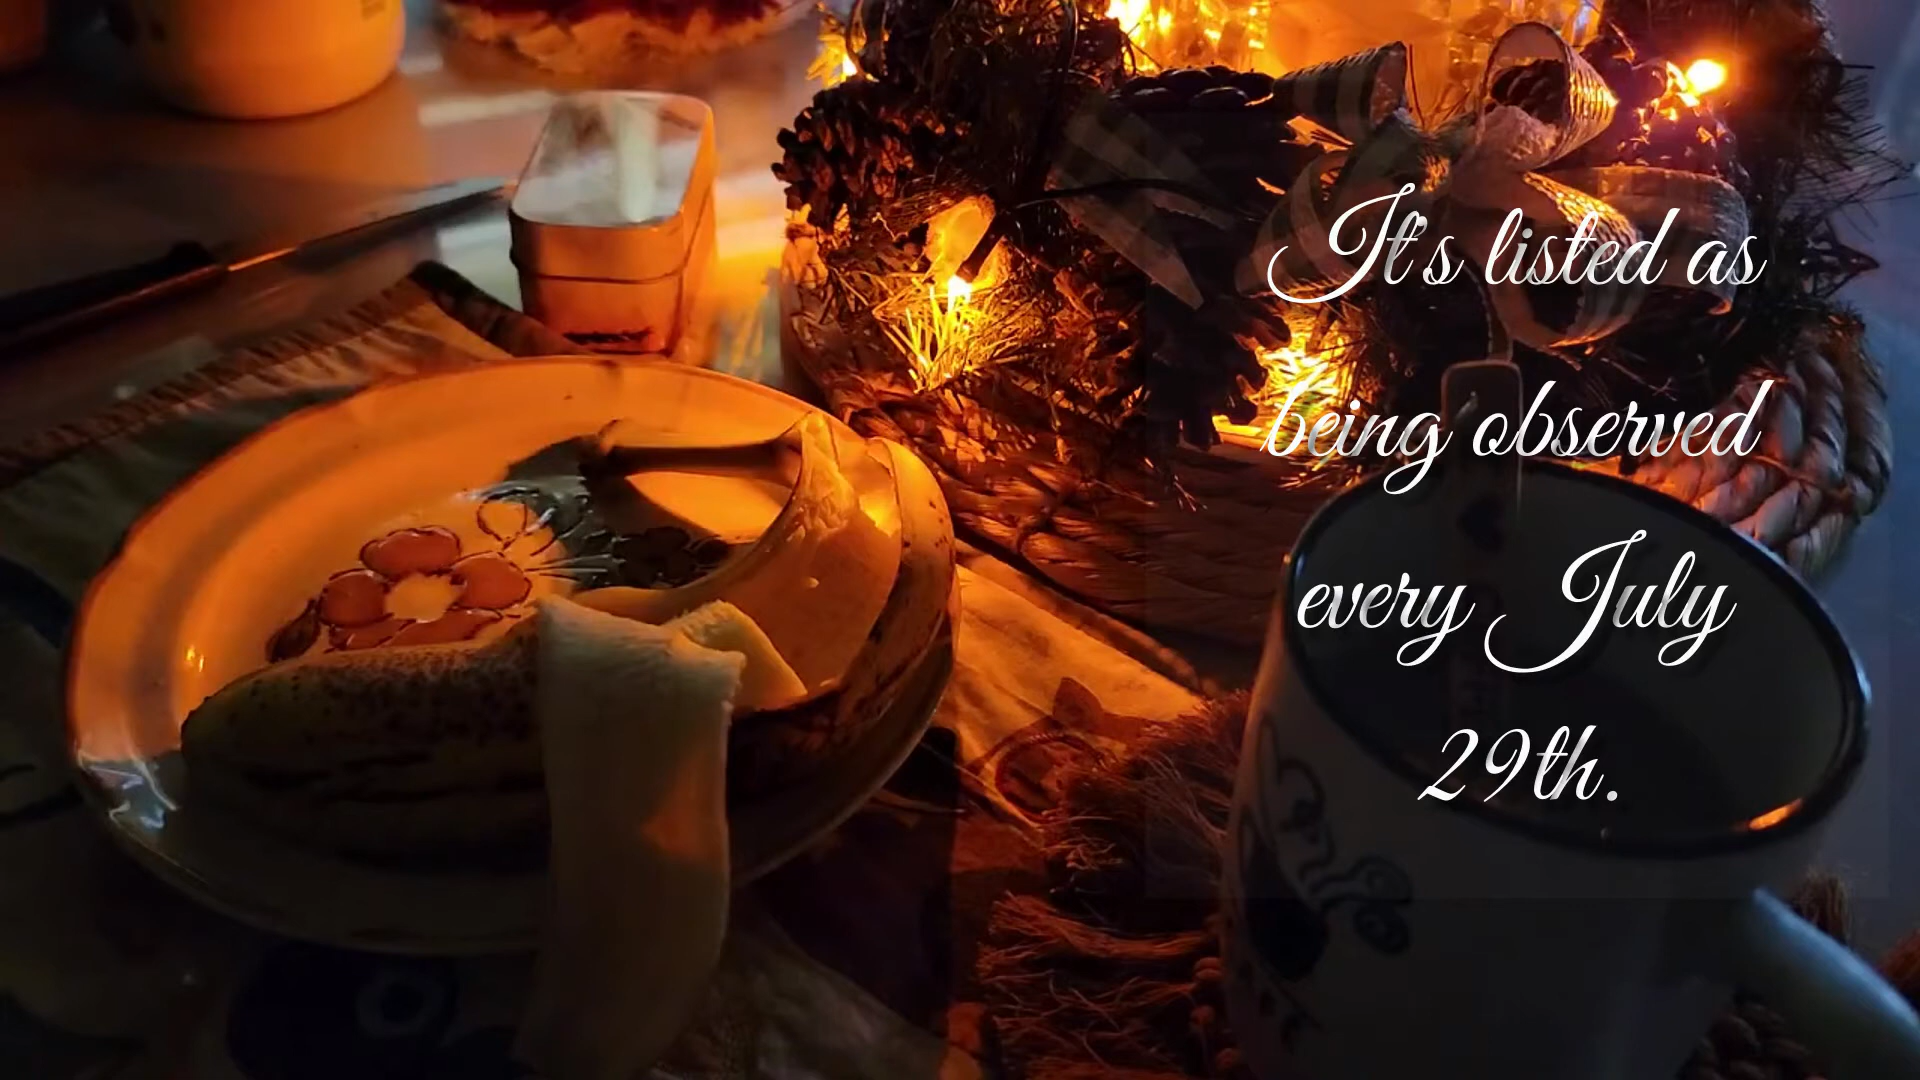 It's listed as
being observed
every July
29th.